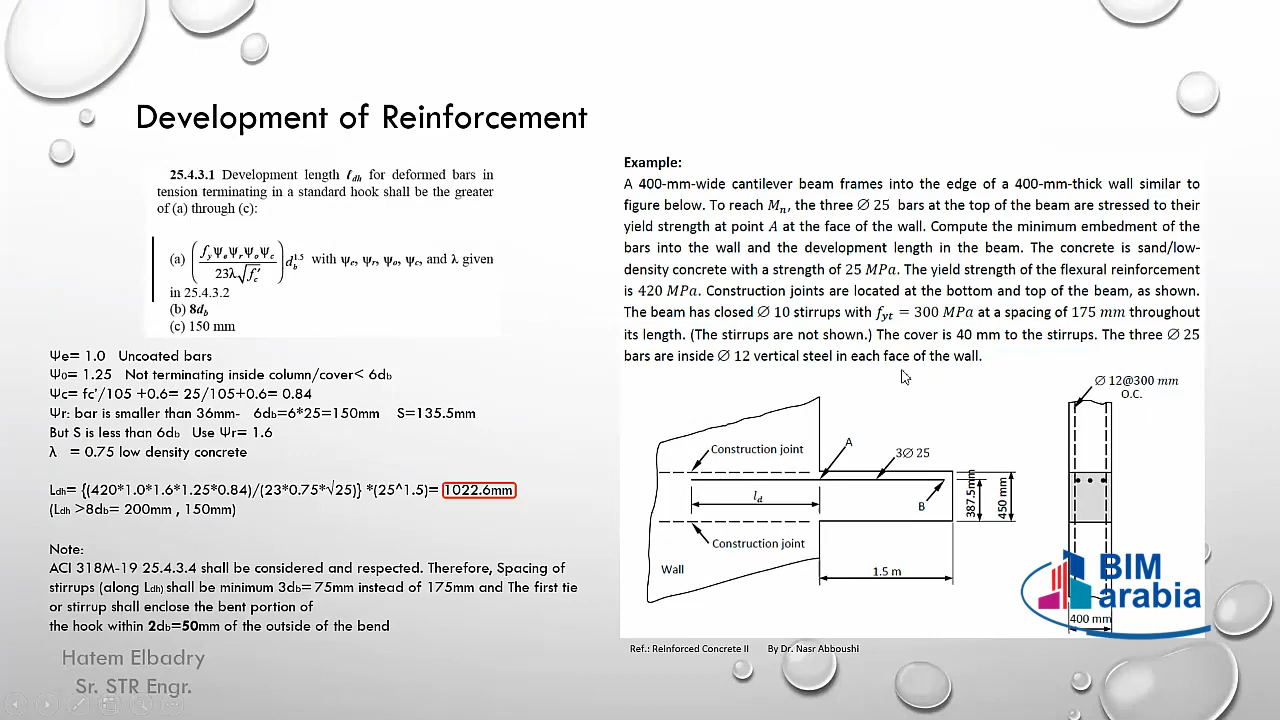 Development of Reinforcement
25.4.3.1 Development length ℓdh for deformed bars in
tension terminating in a standard hook shall be the greater
of (a) through (c):
(a) (fyΨeΨrΨoΨc / 23λ√fc′) db^1.5 with ψe, ψr, ψo, ψc, and λ given
in 25.4.3.2
(b) 8db
(c) 150 mm
Ψe= 1.0 Uncoated bars
Ψo= 1.25 Not terminating inside column/cover< 6db
Ψc= fc'/105 +0.6= 25/105+0.6= 0.84
Ψr: bar is smaller than 36mm- 6db=6*25=150mm S=135.5mm
But S is less than 6db Use Ψr= 1.6
λ = 0.75 low density concrete
Ldh= {(420*1.0*1.6*1.25*0.84)/(23*0.75*√25)} *(25^1.5)= 1022.6mm
(Ldh >8db= 200mm , 150mm)
Note:
ACI 318M-19 25.4.3.4 shall be considered and respected. Therefore, Spacing of
stirrups (along Ldh) shall be minimum 3db= 75mm instead of 175mm and The first tie
or stirrup shall enclose the bent portion of
the hook within 2db=50mm of the outside of the bend
Hatem Elbadry
Sr. STR Engr.
Example:
A 400-mm-wide cantilever beam frames into the edge of a 400-mm-thick wall similar to
figure below. To reach Mn, the three ∅ 25 bars at the top of the beam are stressed to their
yield strength at point A at the face of the wall. Compute the minimum embedment of the
bars into the wall and the development length in the beam. The concrete is sand/low-
density concrete with a strength of 25 MPa. The yield strength of the flexural reinforcement
is 420 MPa. Construction joints are located at the bottom and top of the beam, as shown.
The beam has closed ∅ 10 stirrups with fyt = 300 MPa at a spacing of 175 mm throughout
its length. (The stirrups are not shown.) The cover is 40 mm to the stirrups. The three ∅ 25
bars are inside ∅ 12 vertical steel in each face of the wall.
∅ 12@300 mm
O.C.
Construction joint
A
3∅ 25
ld
B
387.5mm
450 mm
Construction joint
Wall
1.5 m
400 mm
BIM
arabia
Ref.: Reinforced Concrete II By Dr. Nasr Abboushi